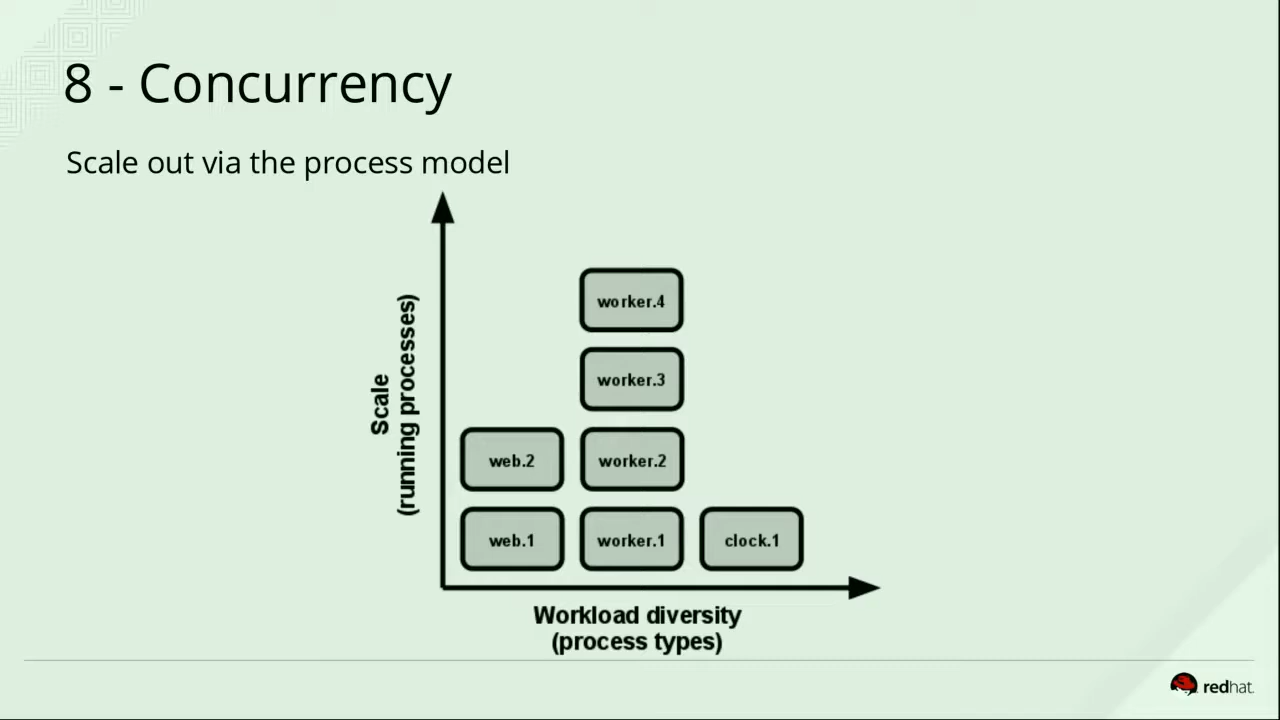 8 - Concurrency
Scale out via the process model
Scale
(running processes)
worker.4
worker.3
web.2
worker.2
web.1
worker.1
clock.1
Workload diversity
(process types)
redhat.